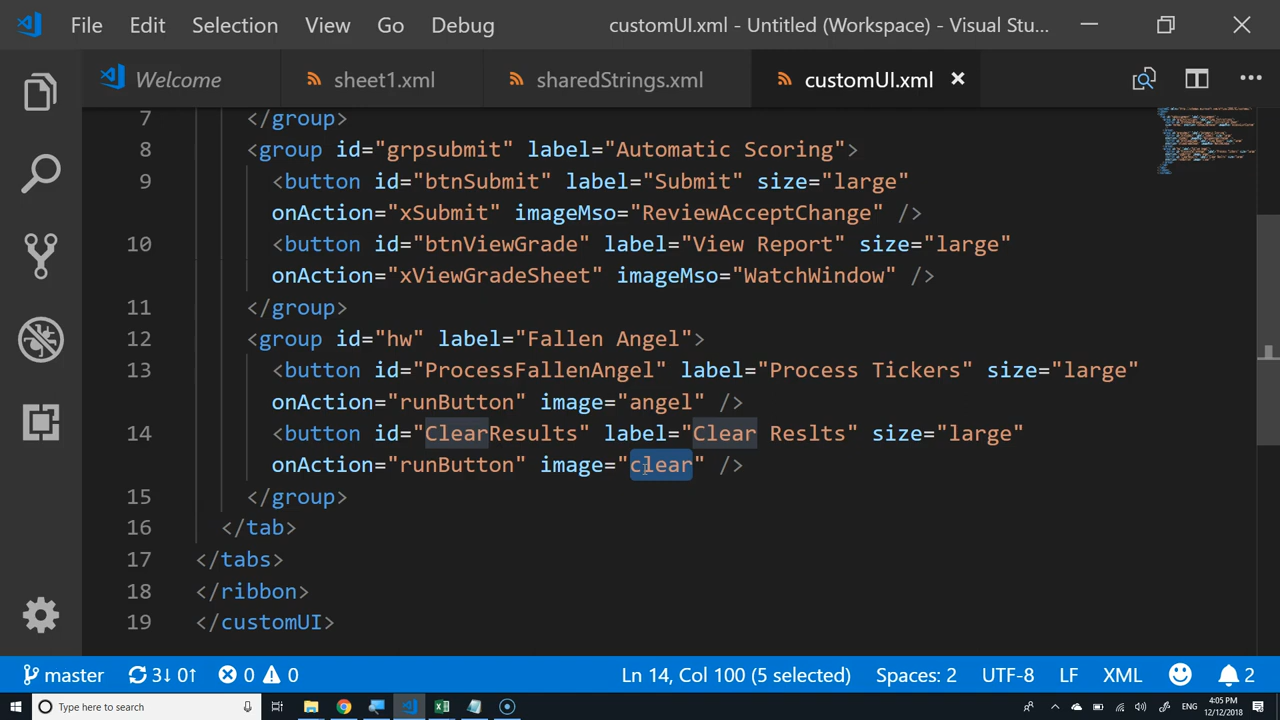 File Edit Selection View Go Debug customUI.xml - Untitled (Workspace) - Visual Stu...
Welcome sheet1.xml sharedStrings.xml customUI.xml
7 </group>
8 <group id="grpsubmit" label="Automatic Scoring">
9 <button id="btnSubmit" label="Submit" size="large"
onAction="xSubmit" imageMso="ReviewAcceptChange" />
10 <button id="btnViewGrade" label="View Report" size="large"
onAction="xViewGradeSheet" imageMso="WatchWindow" />
11 </group>
12 <group id="hw" label="Fallen Angel">
13 <button id="ProcessFallenAngel" label="Process Tickers" size="large"
onAction="runButton" image="angel" />
14 <button id="ClearResults" label="Clear Reslts" size="large"
onAction="runButton" image="clear" />
15 </group>
16 </tab>
17 </tabs>
18 </ribbon>
19 </customUI>
master 3↓ 0↑ 0 0 Ln 14, Col 100 (5 selected) Spaces: 2 UTF-8 LF XML 2
Type here to search ENG 4:05 PM
12/12/2018